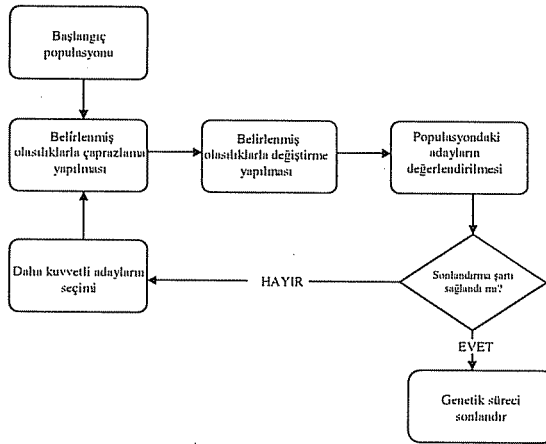 Başlangıç
populasyonu
Belirlenmiş
olasılıklarla çaprazlama
yapılması
Belirlenmiş
olasılıklarla değiştirme
yapılması
Populasyondaki
adayların
değerlendirilmesi
Daha kuvvetli adayların
seçimi
HAYIR
Sonlandırma şartı
sağlandı mı?
EVET
Genetik süreci
sonlandır